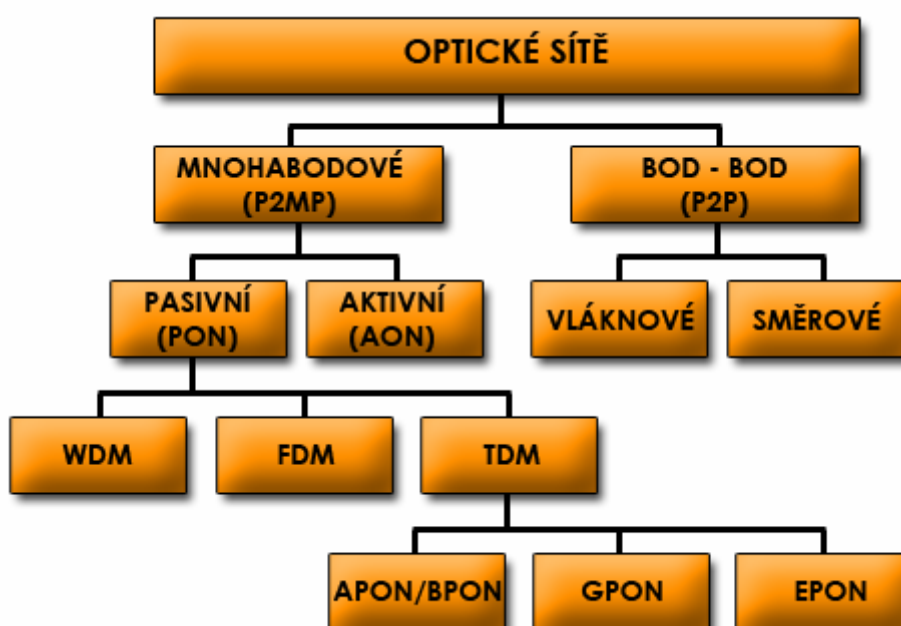 OPTICKÉ SÍTĚ
MNOHABODOVÉ
(P2MP)
BOD - BOD
(P2P)
PASIVNÍ
(PON)
AKTIVNÍ
(AON)
VLÁKNOVÉ
SMĚROVÉ
WDM
FDM
TDM
APON/BPON
GPON
EPON